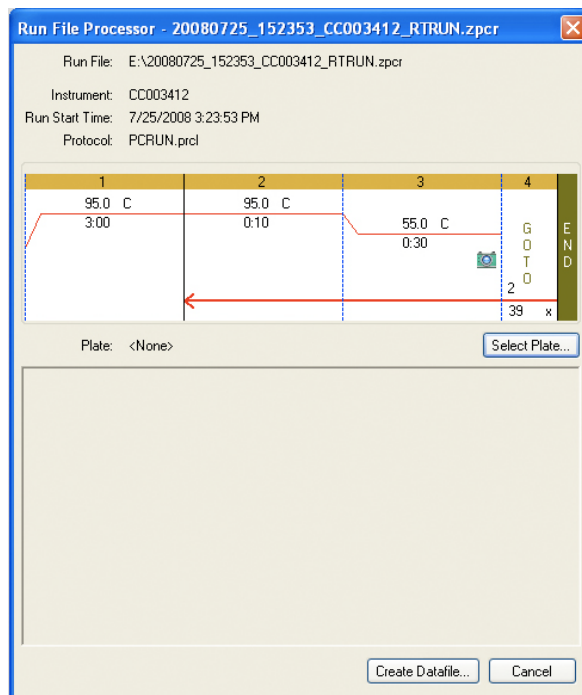 Run File Processor - 20080725_152353_CC003412_RTRUN.zpcr
Run File: E:\20080725_152353_CC003412_RTRUN.zpcr
Instrument: CC003412
Run Start Time: 7/25/2008 3:23:53 PM
Protocol: PCRUN.prcl
1 2 3 4
95.0 C 95.0 C 55.0 C
3:00 0:10 0:30
GOTO
2
39 x
END
Plate: <None> Select Plate...
Create Datafile... Cancel